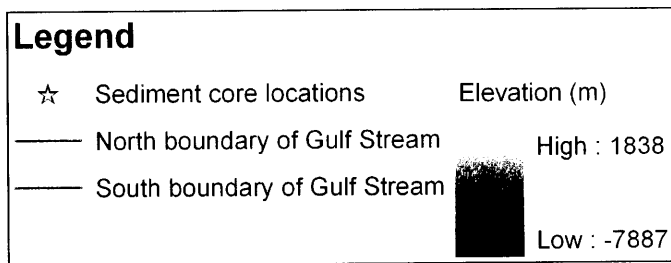 Legend
Sediment core locations
Elevation (m)
North boundary of Gulf Stream
High : 1838
South boundary of Gulf Stream
Low : -7887